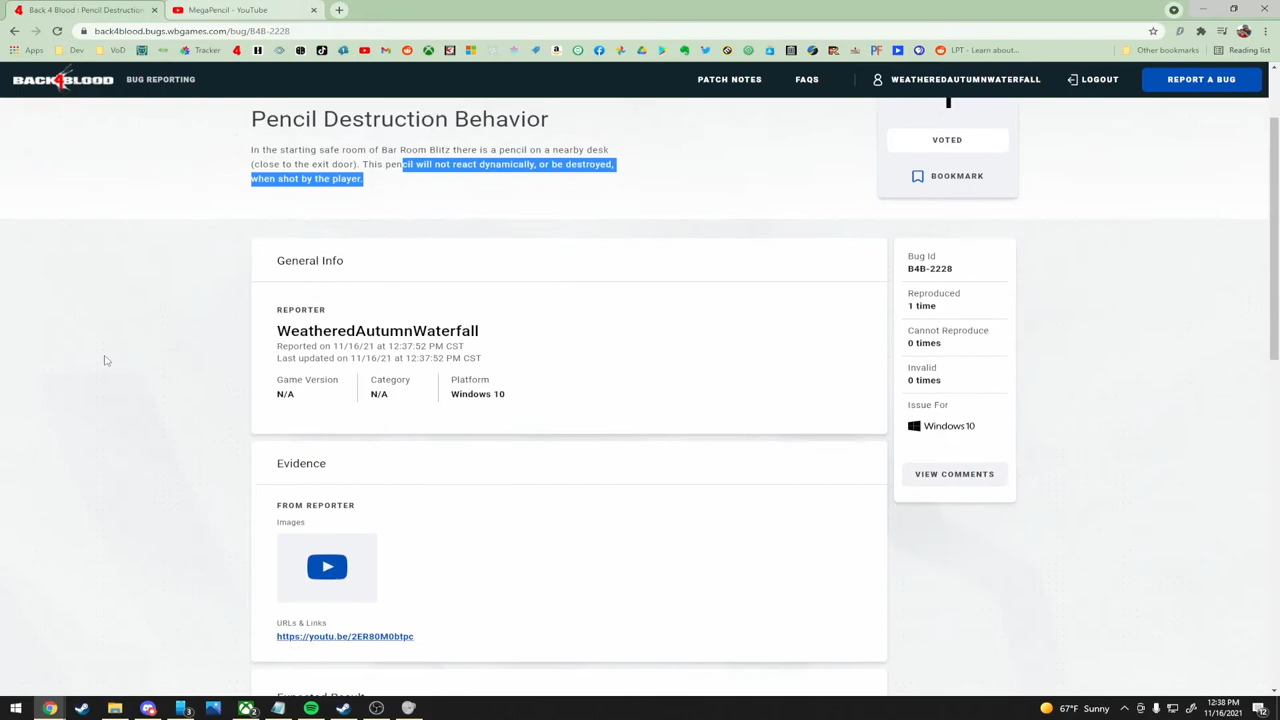 Back 4 Blood : Pencil Destruction
MegaPencil
back4blood.bugs.wbgames.com/bug/B4B-2228
Apps
Dev
VoD
Tracker
LPT - Learn about...
Other bookmarks
Reading list
BACK4BLOOD
BUG REPORTING
PATCH NOTES
FAQS
WEATHEREDAUTUMNWATERFALL
LOGOUT
REPORT A BUG
Pencil Destruction Behavior
In the starting safe room of Bar Room Blitz there is a pencil on a nearby desk
(close to the exit door). This pencil will not react dynamically, or be destroyed,
when shot by the player.
VOTED
BOOKMARK
General Info
REPORTER
WeatheredAutumnWaterfall
Reported on 11/16/21 at 12:37:52 PM CST
Last updated on 11/16/21 at 12:37:52 PM CST
Game Version
N/A
Category
N/A
Platform
Windows 10
Bug Id
B4B-2228
Reproduced
1 time
Cannot Reproduce
0 times
Invalid
0 times
Issue For
Windows10
VIEW COMMENTS
Evidence
FROM REPORTER
Images
URLs & Links
https://youtu.be/2ER80M0btpc
Expected Result
67°F Sunny
12:38 PM
11/16/2021